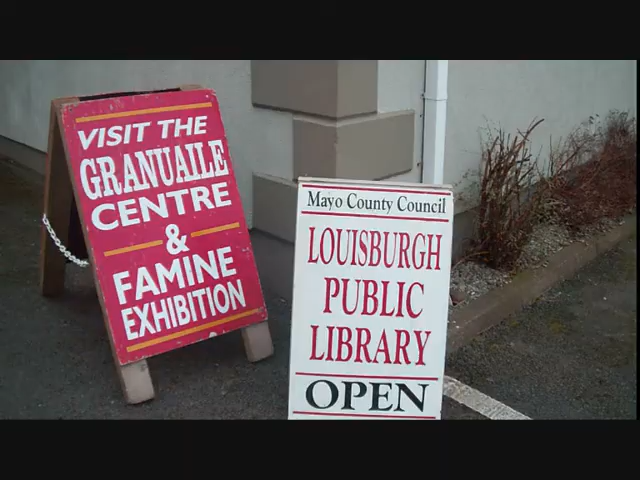 VISIT THE
GRANUAILE
CENTRE
&
FAMINE
EXHIBITION
Mayo County Council
LOUISBURGH
PUBLIC
LIBRARY
OPEN